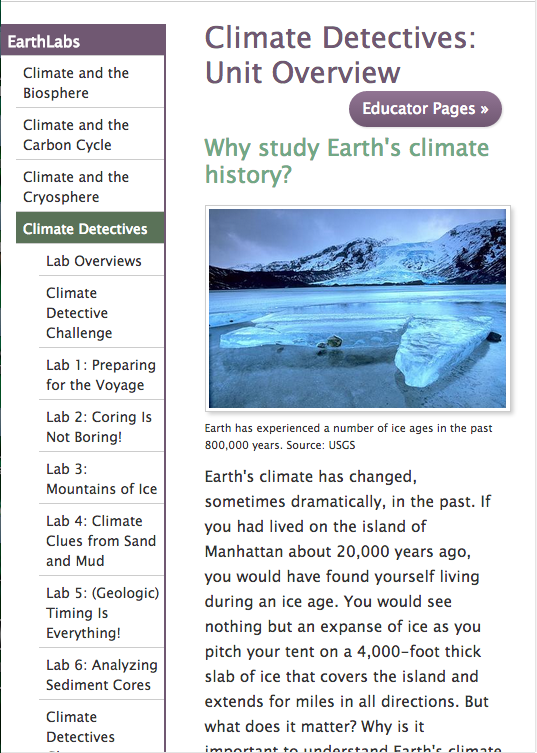 EarthLabs
Climate and the
Biosphere
Climate and the
Carbon Cycle
Climate and the
Cryosphere
Climate Detectives
Lab Overviews
Climate
Detective
Challenge
Lab 1: Preparing
for the Voyage
Lab 2: Coring Is
Not Boring!
Lab 3:
Mountains of Ice
Lab 4: Climate
Clues from Sand
and Mud
Lab 5: (Geologic)
Timing Is
Everything!
Lab 6: Analyzing
Sediment Cores
Climate
Detectives
Climate Detectives:
Unit Overview
Educator Pages »
Why study Earth's climate
history?
Earth has experienced a number of ice ages in the past
800,000 years. Source: USGS
Earth's climate has changed,
sometimes dramatically, in the past. If
you had lived on the island of
Manhattan about 20,000 years ago,
you would have found yourself living
during an ice age. You would see
nothing but an expanse of ice as you
pitch your tent on a 4,000-foot thick
slab of ice that covers the island and
extends for miles in all directions. But
what does it matter? Why is it
important to understand Earth's climate